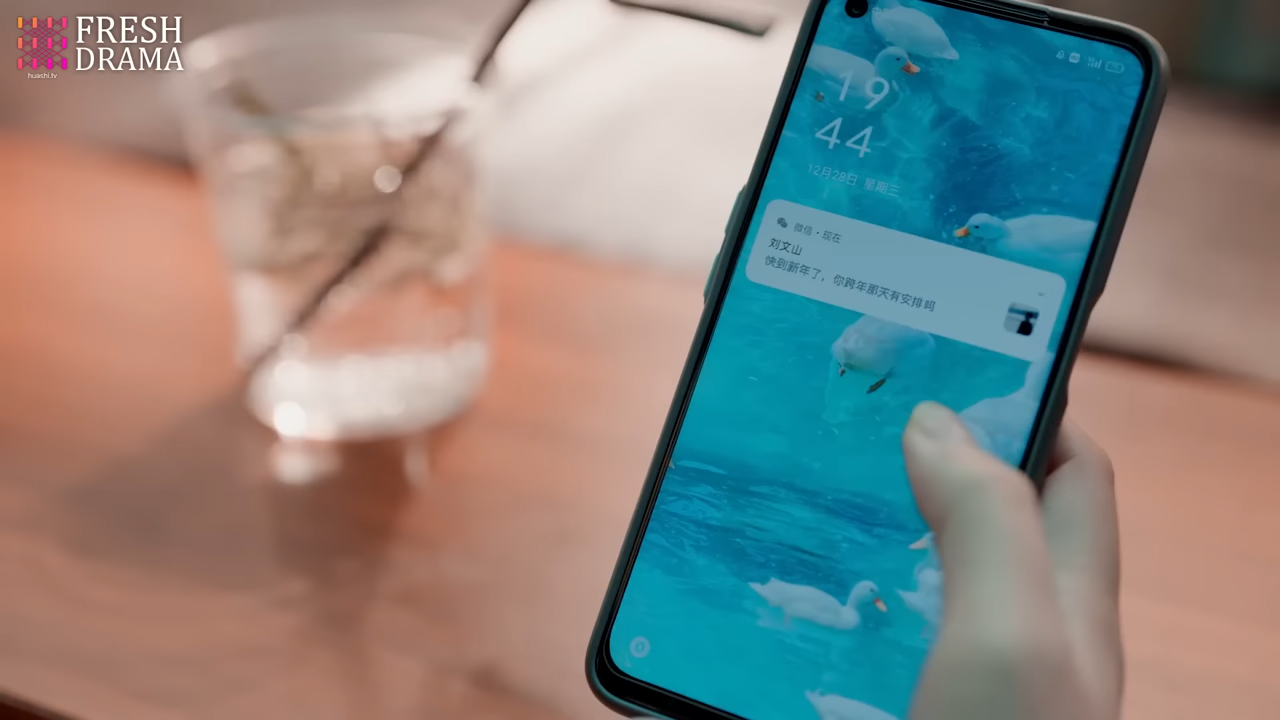 FRESH
DRAMA
huashi.tv
19
44
12月28日 星期三
微信·现在
刘文山
快到新年了，你跨年那天有安排吗